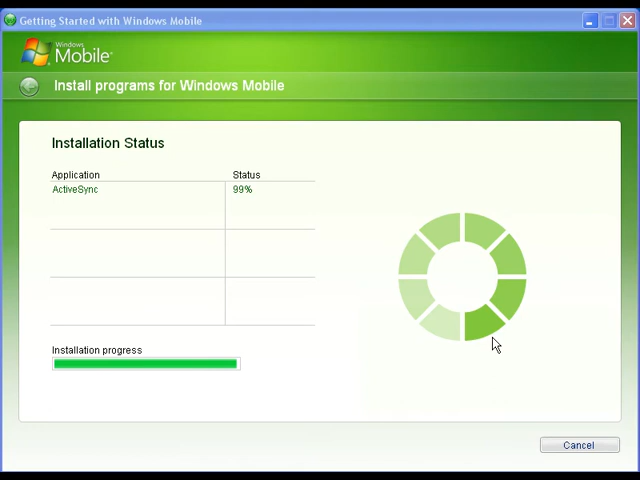 Getting Started with Windows Mobile
Windows
Mobile
Install programs for Windows Mobile
Installation Status
Application Status
ActiveSync 99%
Installation progress
Cancel